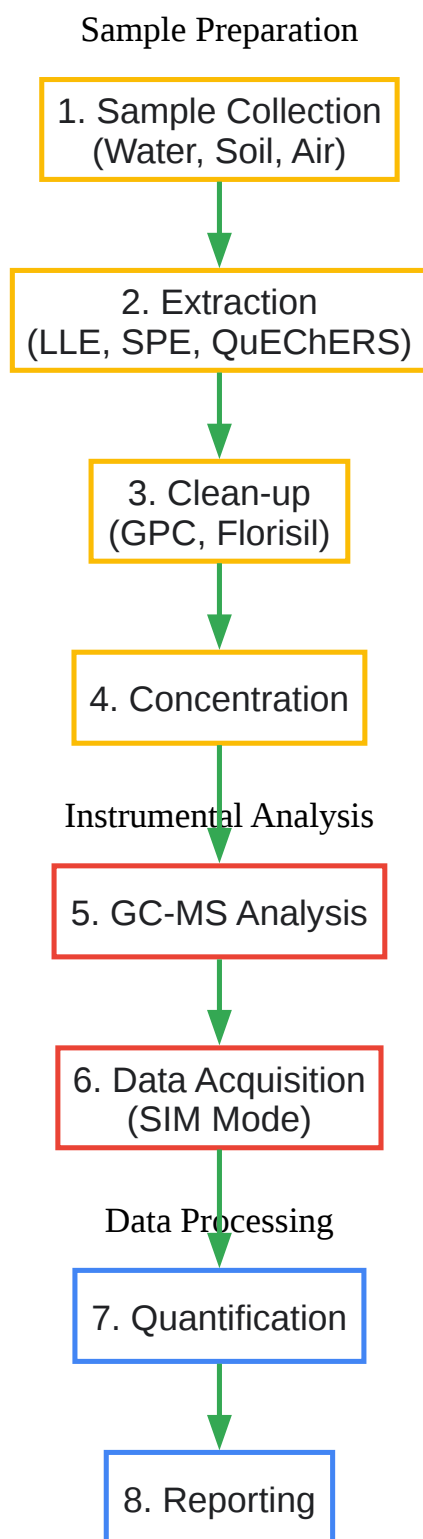 Sample Preparation
1. Sample Collection
(Water, Soil, Air)
2. Extraction
(LLE, SPE, QuEChERS)
3. Clean-up
(GPC, Florisil)
4. Concentration
Instrumental Analysis
5. GC-MS Analysis
6. Data Acquisition
(SIM Mode)
Data Processing
7. Quantification
8. Reporting